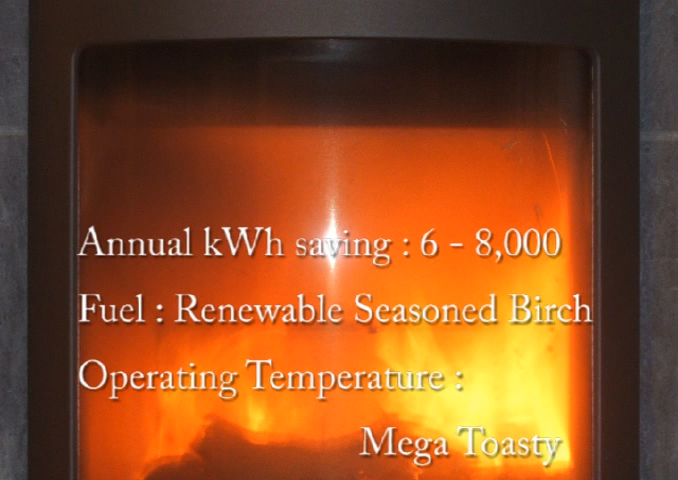 Annual kWh saving : 6 - 8,000
Fuel : Renewable Seasoned Birch
Operating Temperature :
Mega Toasty